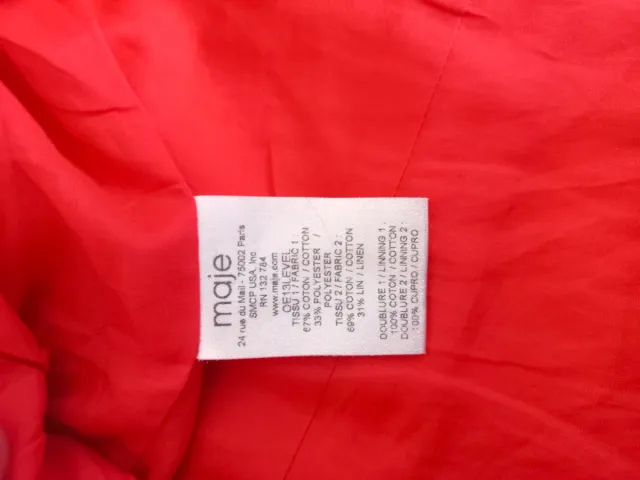 maje
24 rue du Mail - 75002 Paris
SMCP USA, Inc
RN 132 784
www.maje.com
OE13LEVEL
TISSU 1 / FABRIC 1 :
67% COTON / COTTON
33% POLYESTER /
POLYESTER
TISSU 2 / FABRIC 2 :
69% COTON / COTTON
31% LIN / LINEN
DOUBLURE 1 / LINNING 1 :
100% COTON / COTTON
DOUBLURE 2 / LINNING 2 :
100% CUPRO / CUPRO